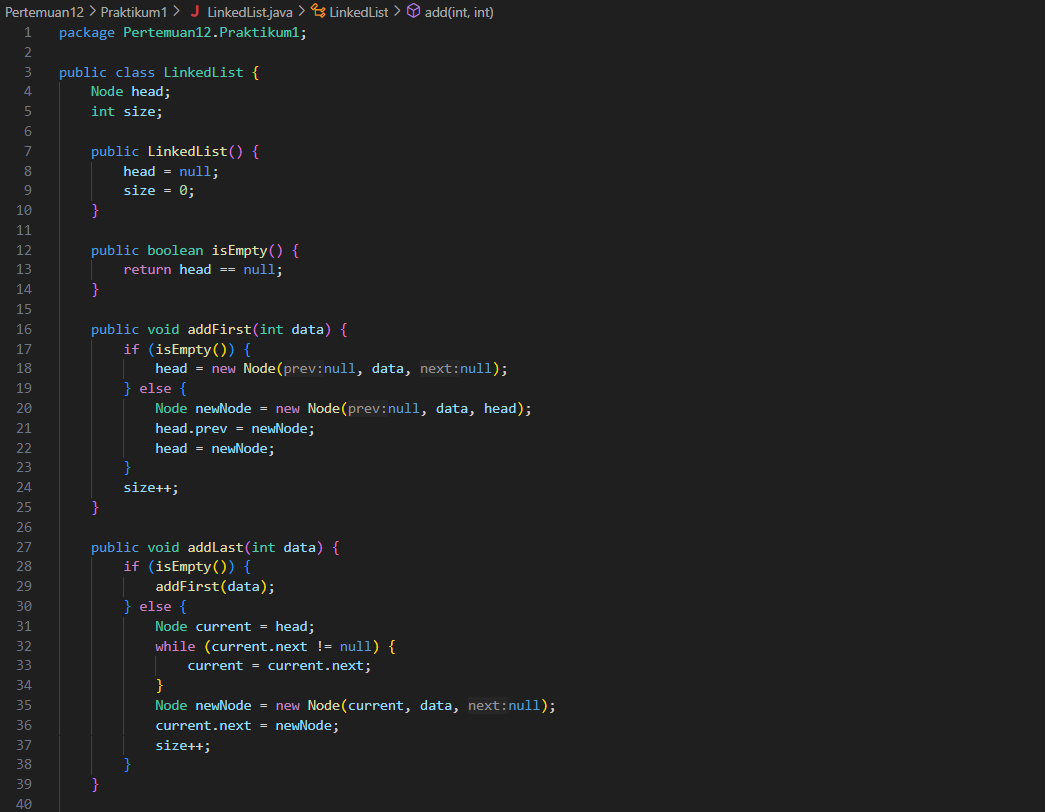 Pertemuan12 > Praktikum1 > J LinkedList.java > LinkedList > add(int, int)
1 package Pertemuan12.Praktikum1;
2
3 public class LinkedList {
4     Node head;
5     int size;
6
7     public LinkedList() {
8         head = null;
9         size = 0;
10     }
11
12     public boolean isEmpty() {
13         return head == null;
14     }
15
16     public void addFirst(int data) {
17         if (isEmpty()) {
18             head = new Node(prev:null, data, next:null);
19         } else {
20             Node newNode = new Node(prev:null, data, head);
21             head.prev = newNode;
22             head = newNode;
23         }
24         size++;
25     }
26
27     public void addLast(int data) {
28         if (isEmpty()) {
29             addFirst(data);
30         } else {
31             Node current = head;
32             while (current.next != null) {
33                 current = current.next;
34             }
35             Node newNode = new Node(current, data, next:null);
36             current.next = newNode;
37             size++;
38         }
39     }
40